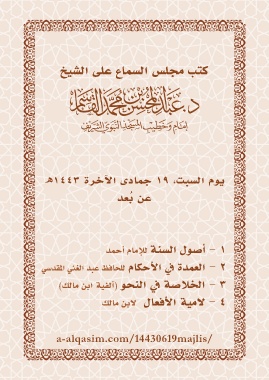 كتب مجلس السماع على الشيخ
د. عبد المحسن بن محمد القاسم
إمام وخطيب المسجد النبوي الشريف
يوم السبت، ١٩ جمادى الآخرة ١٤٤٣هـ
عن بُعد
١ - أصول السنة للإمام أحمد
٢ - العمدة في الأحكام للحافظ عبد الغني المقدسي
٣ - الخلاصة في النحو (ألفية ابن مالك)
٤ - لامية الأفعال لابن مالك
a-alqasim.com/14430619majlis/